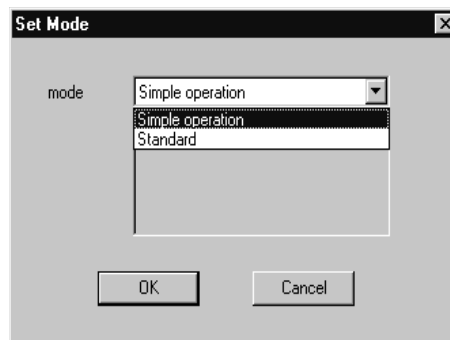 Set Mode
mode
Simple operation
Simple operation
Standard
OK
Cancel